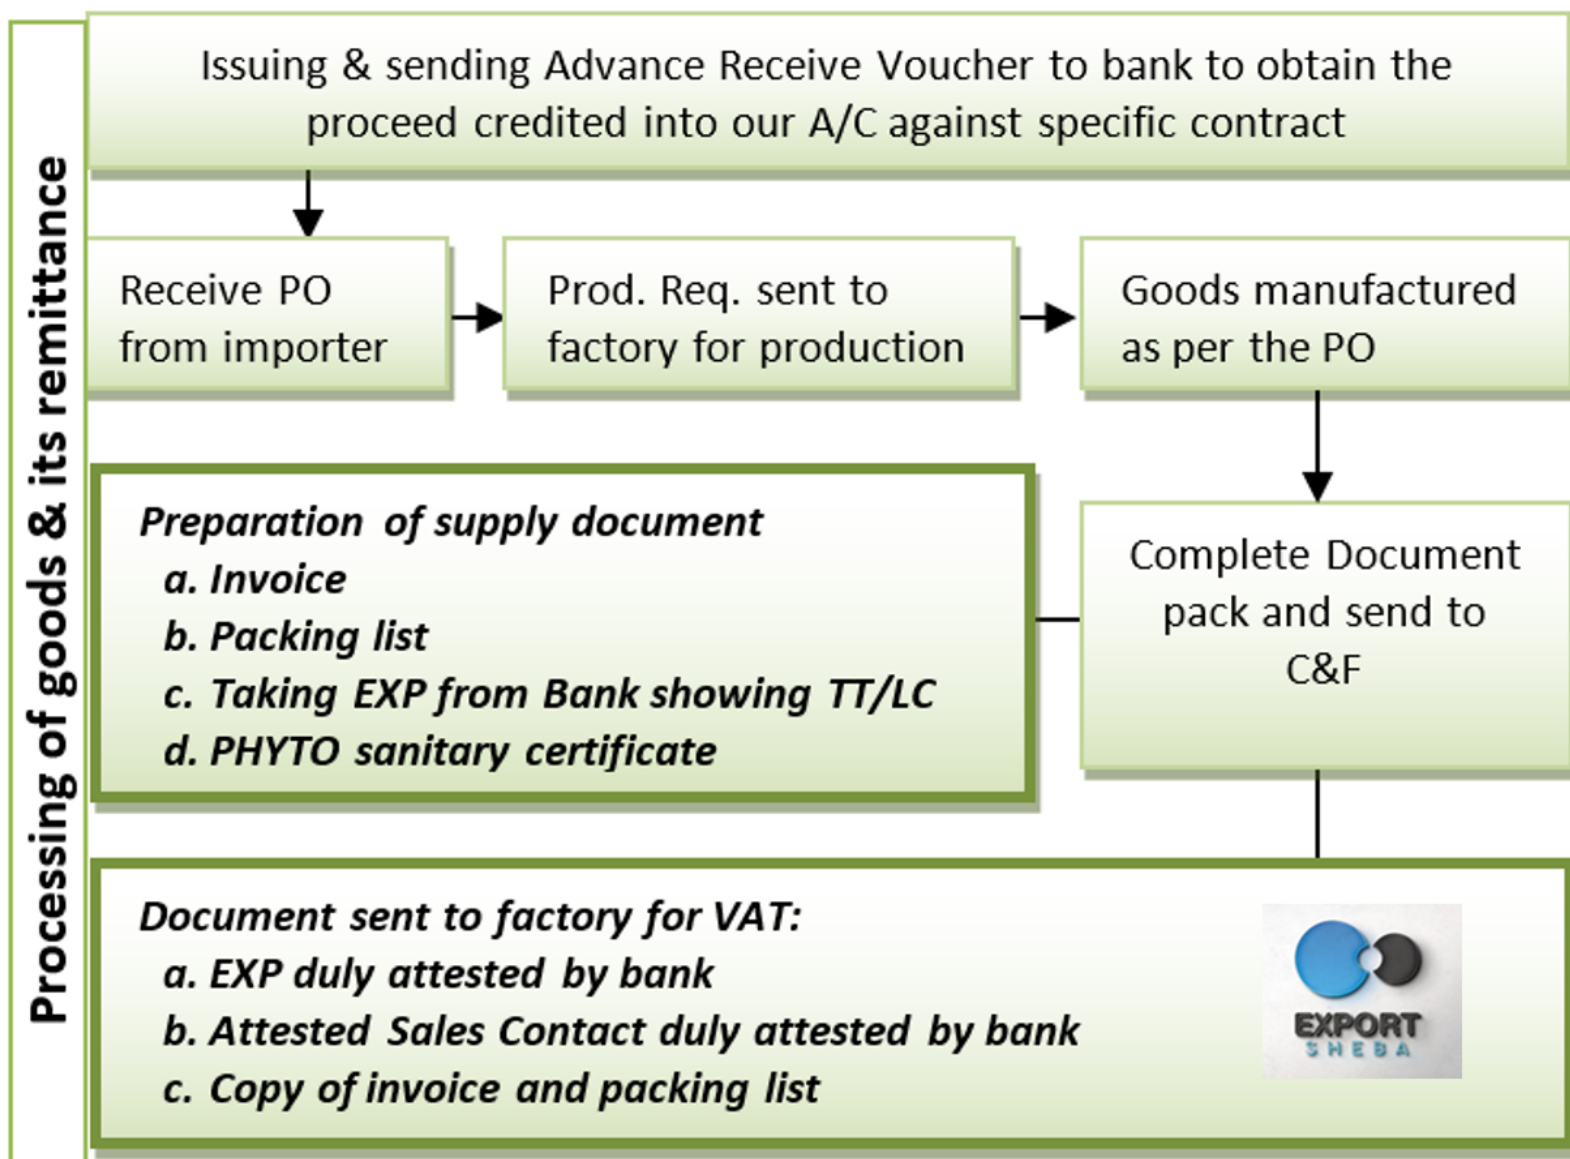 Processing of goods & its remittance
Issuing & sending Advance Receive Voucher to bank to obtain the
proceed credited into our A/C against specific contract
Receive PO
from importer
Prod. Req. sent to
factory for production
Goods manufactured
as per the PO
Preparation of supply document
a. Invoice
b. Packing list
c. Taking EXP from Bank showing TT/LC
d. PHYTO sanitary certificate
Complete Document
pack and send to
C&F
Document sent to factory for VAT:
a. EXP duly attested by bank
b. Attested Sales Contact duly attested by bank
c. Copy of invoice and packing list
EXPORT
SHEBA